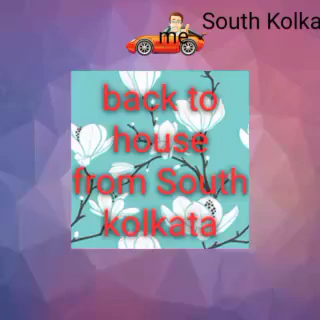 South Kolka
me
back to
house
from South
kolkata